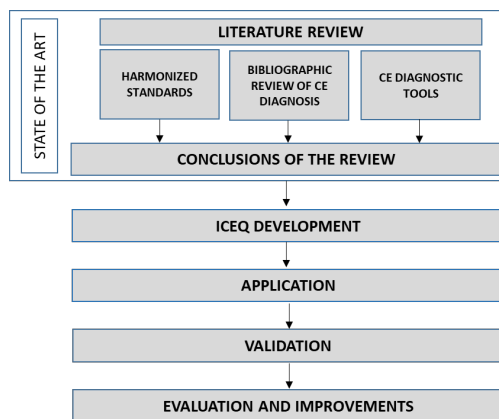 STATE OF THE ART
LITERATURE REVIEW
HARMONIZED
STANDARDS
BIBLIOGRAPHIC
REVIEW OF CE
DIAGNOSIS
CE DIAGNOSTIC
TOOLS
CONCLUSIONS OF THE REVIEW
ICEQ DEVELOPMENT
APPLICATION
VALIDATION
EVALUATION AND IMPROVEMENTS